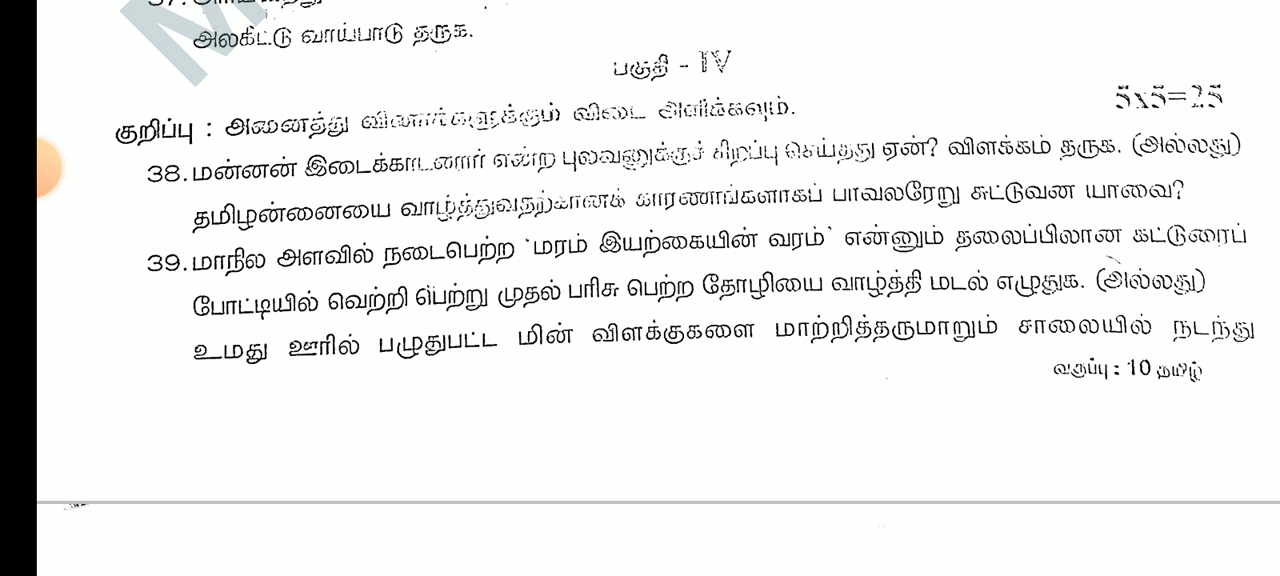 அலகிட்டு வாய்பாடு தருக.
பகுதி - IV
5x5=25
குறிப்பு : அனைத்து வினாக்களுக்கும் விடை அளிக்கவும்.
38. மன்னன் இடைக்காடனார் என்ற புலவனுக்குச் சிறப்பு செய்தது ஏன்? விளக்கம் தருக. (அல்லது)
தமிழன்னையை வாழ்த்துவதற்கானக் காரணங்களாகப் பாவலரேறு சுட்டுவன யாவை?
39. மாநில அளவில் நடைபெற்ற 'மரம் இயற்கையின் வரம்' என்னும் தலைப்பிலான கட்டுரைப்
போட்டியில் வெற்றி பெற்று முதல் பரிசு பெற்ற தோழியை வாழ்த்தி மடல் எழுதுக. (அல்லது)
உமது ஊரில் பழுதுபட்ட மின் விளக்குகளை மாற்றித்தருமாறும் சாலையில் நடந்து
வகுப்பு : 10 தமிழ்